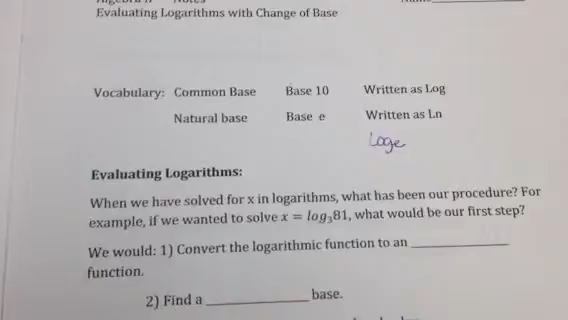 Evaluating Logarithms with Change of Base
Vocabulary: Common Base Base 10 Written as Log
Natural base Base e Written as Ln
Loge
Evaluating Logarithms:
When we have solved for x in logarithms, what has been our procedure? For
example, if we wanted to solve x = log₃81, what would be our first step?
We would: 1) Convert the logarithmic function to an ____________
function.
2) Find a ____________ base.